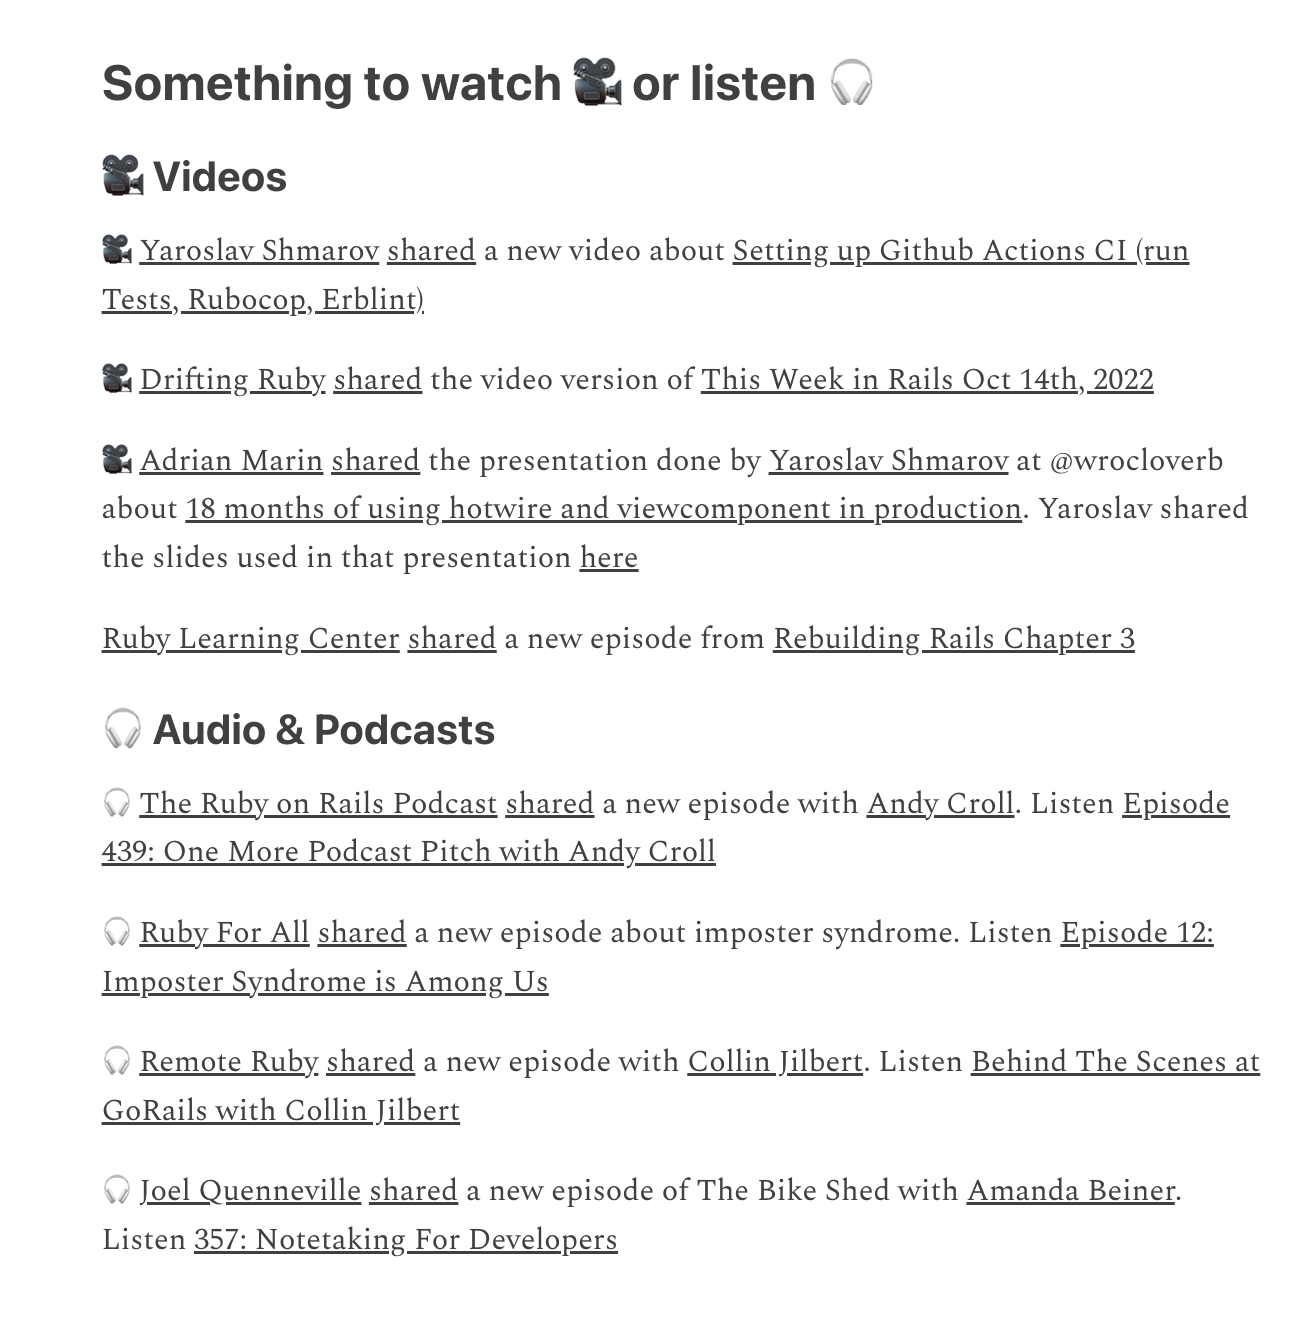 Something to watch 🎥 or listen 🎧
🎥 Videos
🎥 Yaroslav Shmarov shared a new video about Setting up Github Actions CI (run
Tests, Rubocop, Erblint)
🎥 Drifting Ruby shared the video version of This Week in Rails Oct 14th, 2022
🎥 Adrian Marin shared the presentation done by Yaroslav Shmarov at @wrocloverb
about 18 months of using hotwire and viewcomponent in production. Yaroslav shared
the slides used in that presentation here
Ruby Learning Center shared a new episode from Rebuilding Rails Chapter 3
🎧 Audio & Podcasts
🎧 The Ruby on Rails Podcast shared a new episode with Andy Croll. Listen Episode
439: One More Podcast Pitch with Andy Croll
🎧 Ruby For All shared a new episode about imposter syndrome. Listen Episode 12:
Imposter Syndrome is Among Us
🎧 Remote Ruby shared a new episode with Collin Jilbert. Listen Behind The Scenes at
GoRails with Collin Jilbert
🎧 Joel Quenneville shared a new episode of The Bike Shed with Amanda Beiner.
Listen 357: Notetaking For Developers